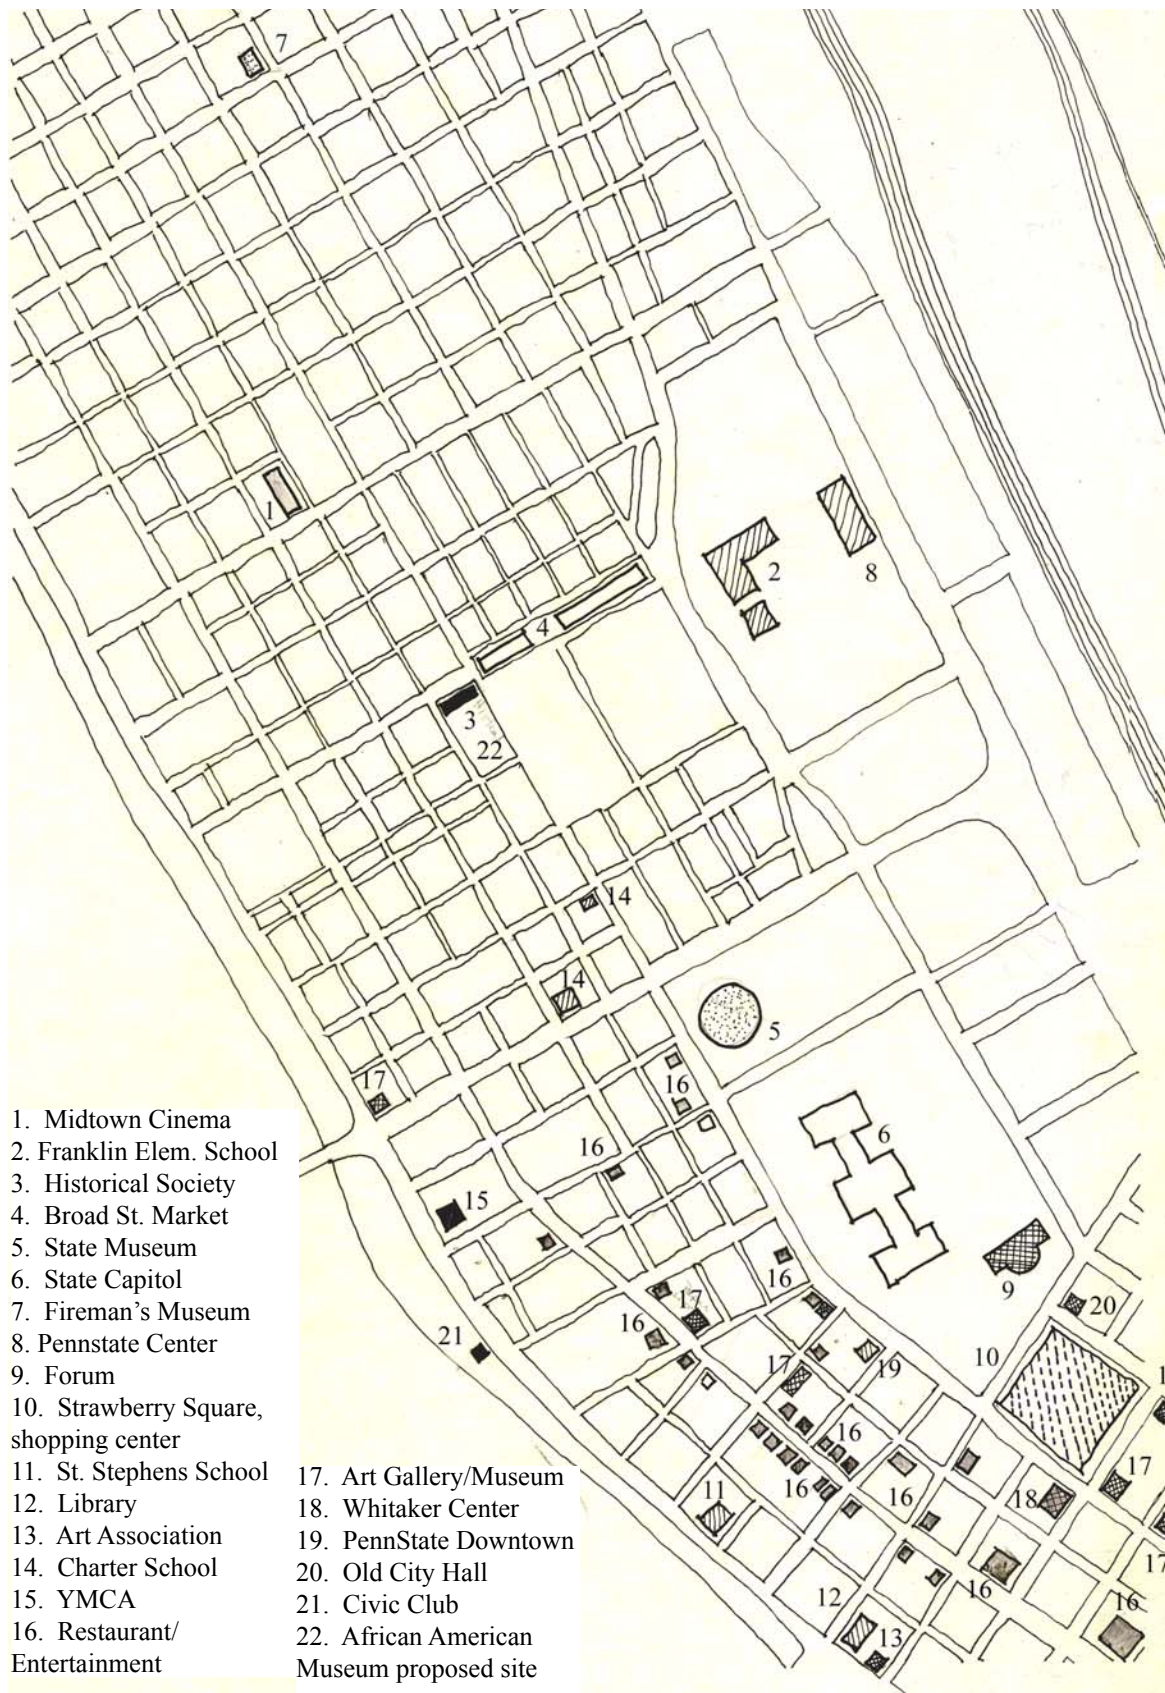 7
1
2
8
4
3
22
14
14
5
17
16
6
16
15
16
17
9
20
16
21
10
19
17
1
16
17
16
16
18
11
17
16
16
12
13
1. Midtown Cinema
2. Franklin Elem. School
3. Historical Society
4. Broad St. Market
5. State Museum
6. State Capitol
7. Fireman's Museum
8. Pennstate Center
9. Forum
10. Strawberry Square,
shopping center
11. St. Stephens School
12. Library
13. Art Association
14. Charter School
15. YMCA
16. Restaurant/
Entertainment
17. Art Gallery/Museum
18. Whitaker Center
19. PennState Downtown
20. Old City Hall
21. Civic Club
22. African American
Museum proposed site